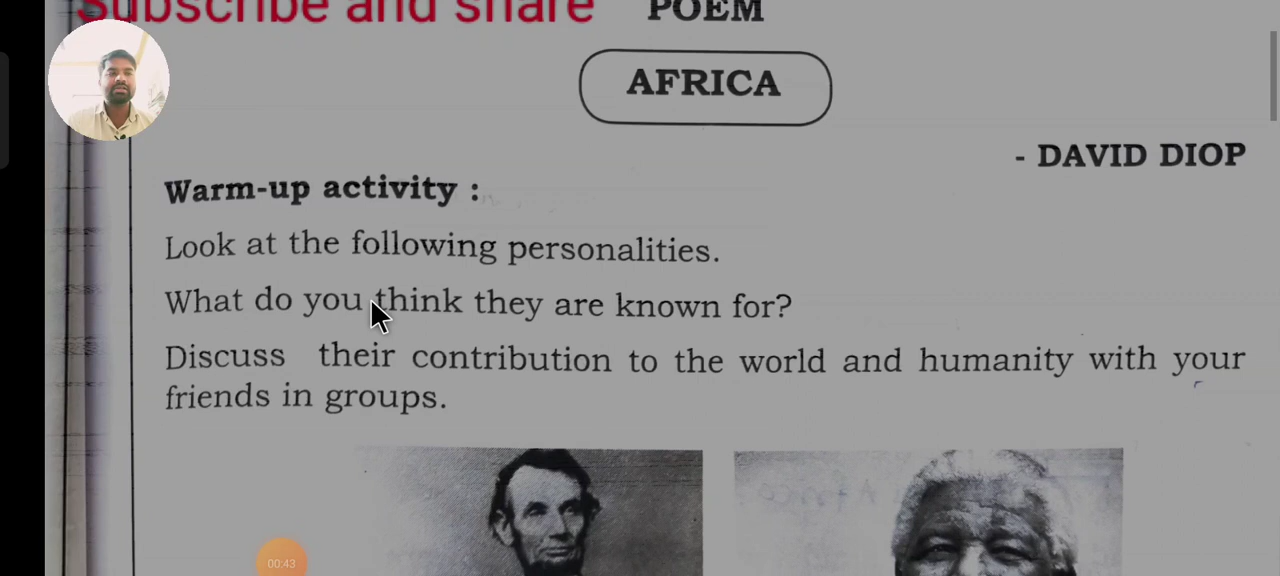 Subscribe and share
POEM
AFRICA
- DAVID DIOP
Warm-up activity :
Look at the following personalities.
What do you think they are known for?
Discuss their contribution to the world and humanity with your
friends in groups.
00:43